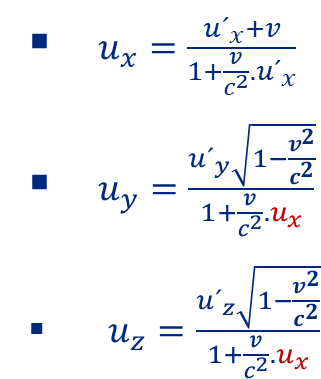 ▪ u_x = (u´_x+v)/(1+(v/c²).u´_x)
▪ u_y = (u´_y√(1−v²/c²))/(1+(v/c²).u_x)
▪ u_z = (u´_z√(1−v²/c²))/(1+(v/c²).u_x)